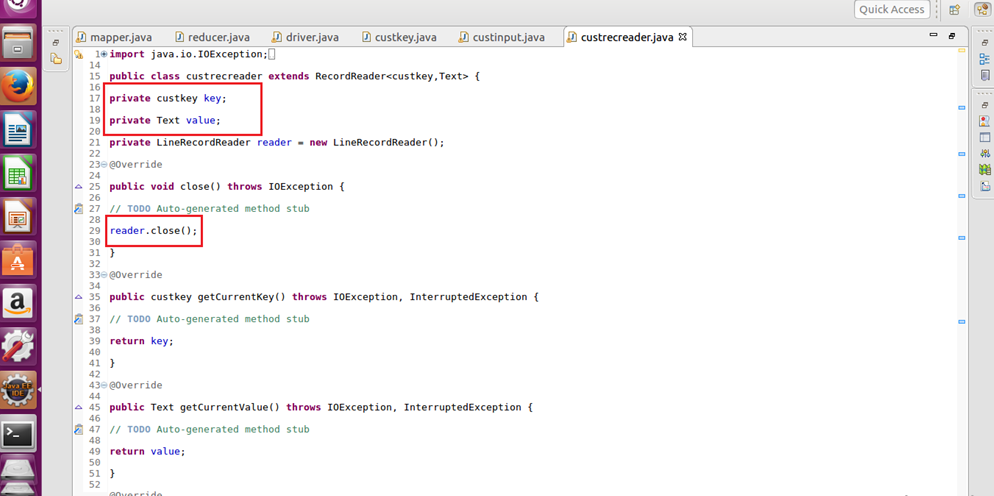 Quick Access
mapper.java
reducer.java
driver.java
custkey.java
custinput.java
custrecreader.java
1 import java.io.IOException;
14
15 public class custrecreader extends RecordReader<custkey,Text> {
16
17 private custkey key;
18
19 private Text value;
20
21 private LineRecordReader reader = new LineRecordReader();
22
23 @Override
24
25 public void close() throws IOException {
26
27 // TODO Auto-generated method stub
28
29 reader.close();
30
31 }
32
33 @Override
34
35 public custkey getCurrentKey() throws IOException, InterruptedException {
36
37 // TODO Auto-generated method stub
38
39 return key;
40
41 }
42
43 @Override
44
45 public Text getCurrentValue() throws IOException, InterruptedException {
46
47 // TODO Auto-generated method stub
48
49 return value;
50
51 }
52
@Override
Java EE
IDE